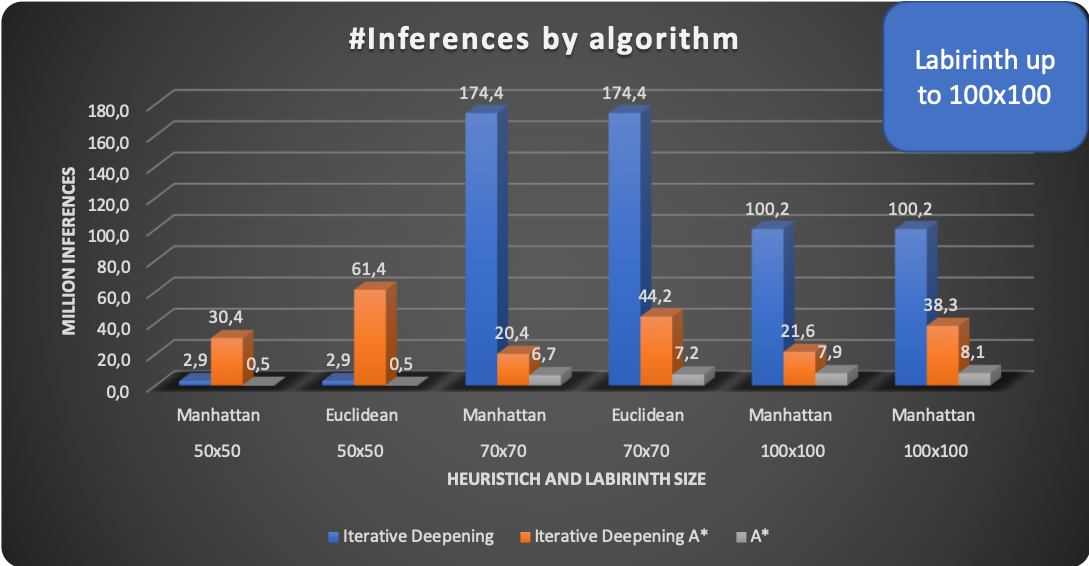 #Inferences by algorithm
Labirinth up
to 100x100
MILLION INFERENCES
180,0
160,0
140,0
120,0
100,0
80,0
60,0
40,0
20,0
0,0
2,9 30,4 0,5
2,9 61,4 0,5
174,4 20,4 6,7
174,4 44,2 7,2
100,2 21,6 7,9
100,2 38,3 8,1
Manhattan Euclidean Manhattan Euclidean Manhattan Manhattan
50x50 50x50 70x70 70x70 100x100 100x100
HEURISTICH AND LABIRINTH SIZE
Iterative Deepening Iterative Deepening A* A*